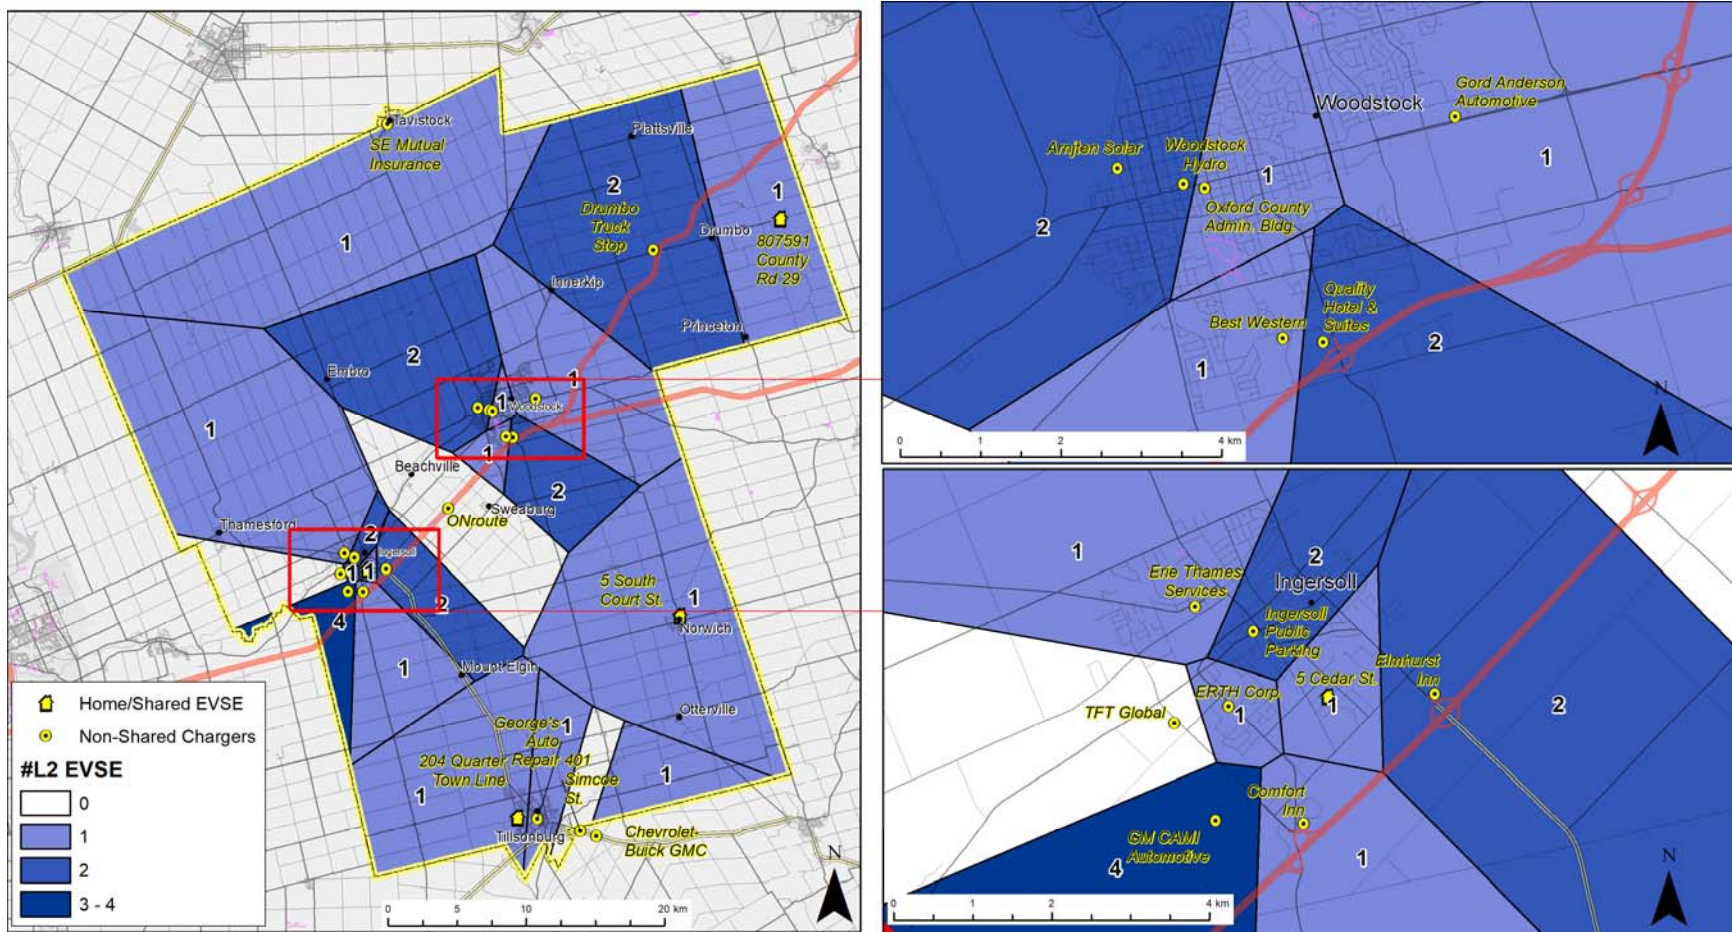 Tavistock
SE Mutual
Insurance
1
Plattsville
2
Drumbo
Truck
Stop
Drumbo
1
807591
County
Rd 29
Innerkip
Princeton
2
Embro
1
1
Woodstock
1
1
Beachville
2
Sweaburg
ONroute
Thamesford
2
Ingersoll
1
1
2
4
5 South
Court St.
1
Norwich
1
Mount Elgin
Otterville
George's
Auto
Repair
1
204 Quarter
Town Line
401
Simcoe
St.
1
1
Tillsonburg
Chevrolet-
Buick GMC
Home/Shared EVSE
Non-Shared Chargers
#L2 EVSE
0
1
2
3 - 4
0 5 10 20 km
N
Gord Anderson
Automotive
Woodstock
Arnjten Solar
Woodstock
Hydro
1
1
Oxford County
Admin. Bldg.
2
Quality
Hotel &
Suites
Best Western
2
1
N
0 1 2 4 km
1
Erie Thames
Services
2
Ingersoll
Ingersoll
Public
Parking
Elmhurst
Inn
5 Cedar St.
ERTH Corp.
1
1
2
TFT Global
Comfort
Inn
GM CAMI
Automotive
4
1
N
0 1 2 4 km